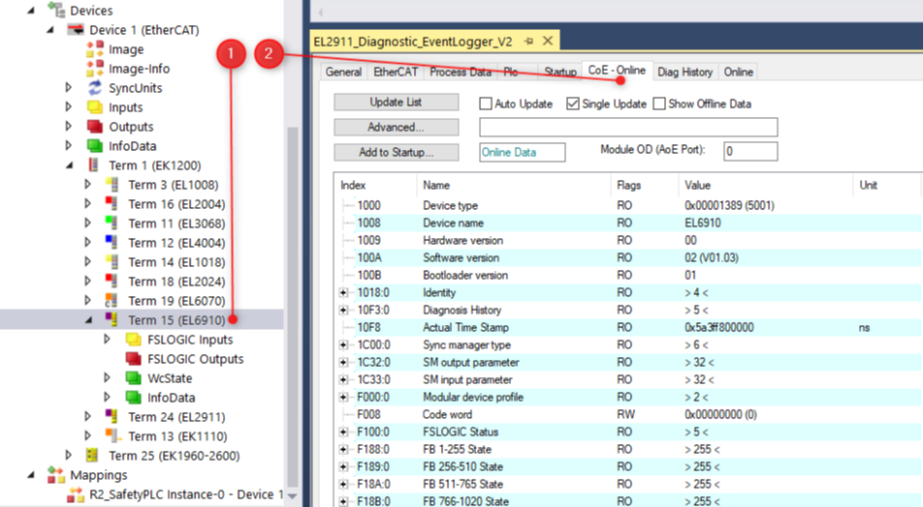 Devices
Device 1 (EtherCAT)
Image
Image-Info
SyncUnits
Inputs
Outputs
InfoData
Term 1 (EK1200)
Term 3 (EL1008)
Term 16 (EL2004)
Term 11 (EL3068)
Term 12 (EL4004)
Term 14 (EL1018)
Term 18 (EL2024)
Term 19 (EL6070)
Term 15 (EL6910)
FSLOGIC Inputs
FSLOGIC Outputs
WcState
InfoData
Term 24 (EL2911)
Term 13 (EK1110)
Term 25 (EK1960-2600)
Mappings
R2_SafetyPLC Instance-0 - Device 1
1 2
EL2911_Diagnostic_EventLogger_V2
General EtherCAT Process Data Plc Startup CoE - Online Diag History Online
Update List Auto Update Single Update Show Offline Data
Advanced...
Add to Startup... Online Data Module OD (AoE Port): 0
Index Name Flags Value Unit
1000 Device type RO 0x00001389 (5001)
1008 Device name RO EL6910
1009 Hardware version RO 00
100A Software version RO 02 (V01.03)
100B Bootloader version RO 01
1018:0 Identity RO > 4 <
10F3:0 Diagnosis History RO > 5 <
10F8 Actual Time Stamp RO 0x5a3ff800000 ns
1C00:0 Sync manager type RO > 6 <
1C32:0 SM output parameter RO > 32 <
1C33:0 SM input parameter RO > 32 <
F000:0 Modular device profile RO > 2 <
F008 Code word RW 0x00000000 (0)
F100:0 FSLOGIC Status RO > 5 <
F188:0 FB 1-255 State RO > 255 <
F189:0 FB 256-510 State RO > 255 <
F18A:0 FB 511-765 State RO > 255 <
F18B:0 FB 766-1020 State RO > 255 <